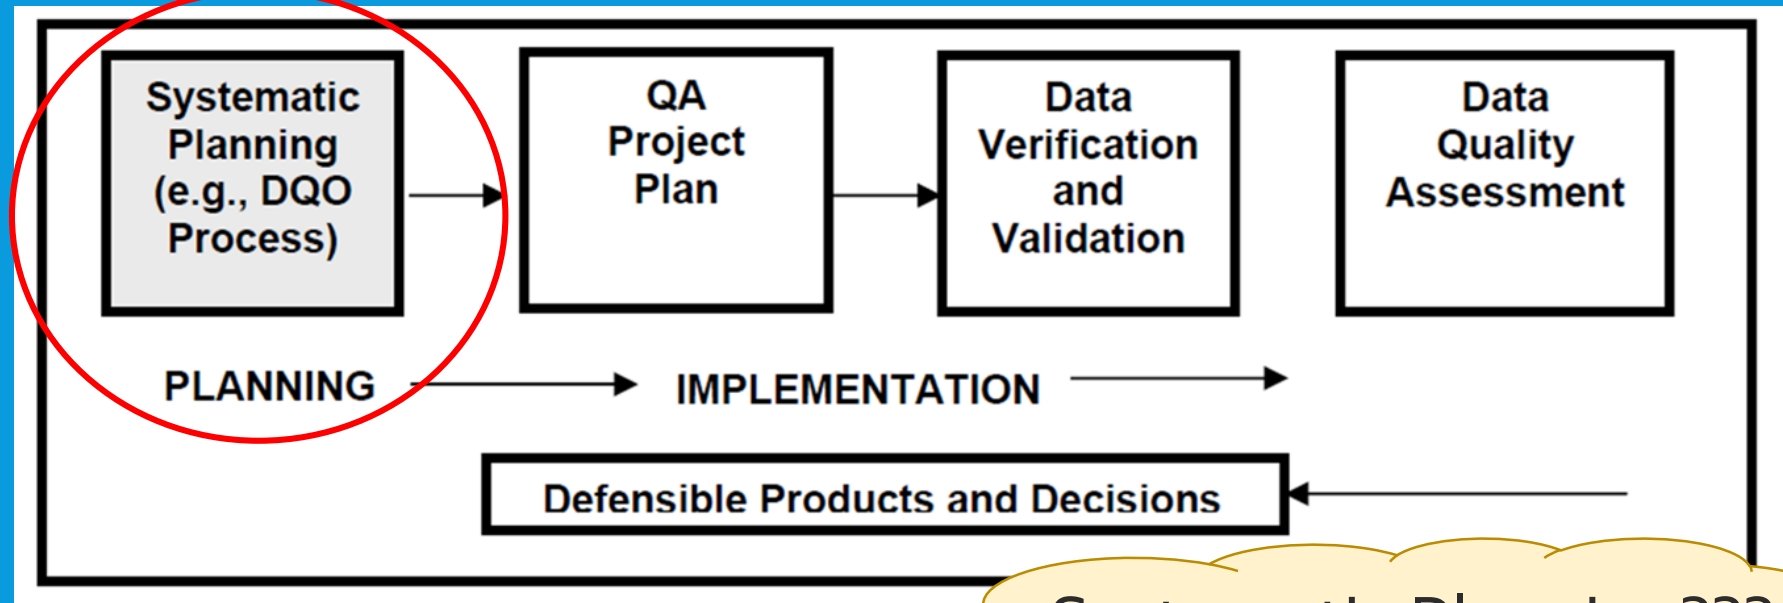 Systematic
Planning
(e.g., DQO
Process)
QA
Project
Plan
Data
Verification
and
Validation
Data
Quality
Assessment
PLANNING
IMPLEMENTATION
Defensible Products and Decisions